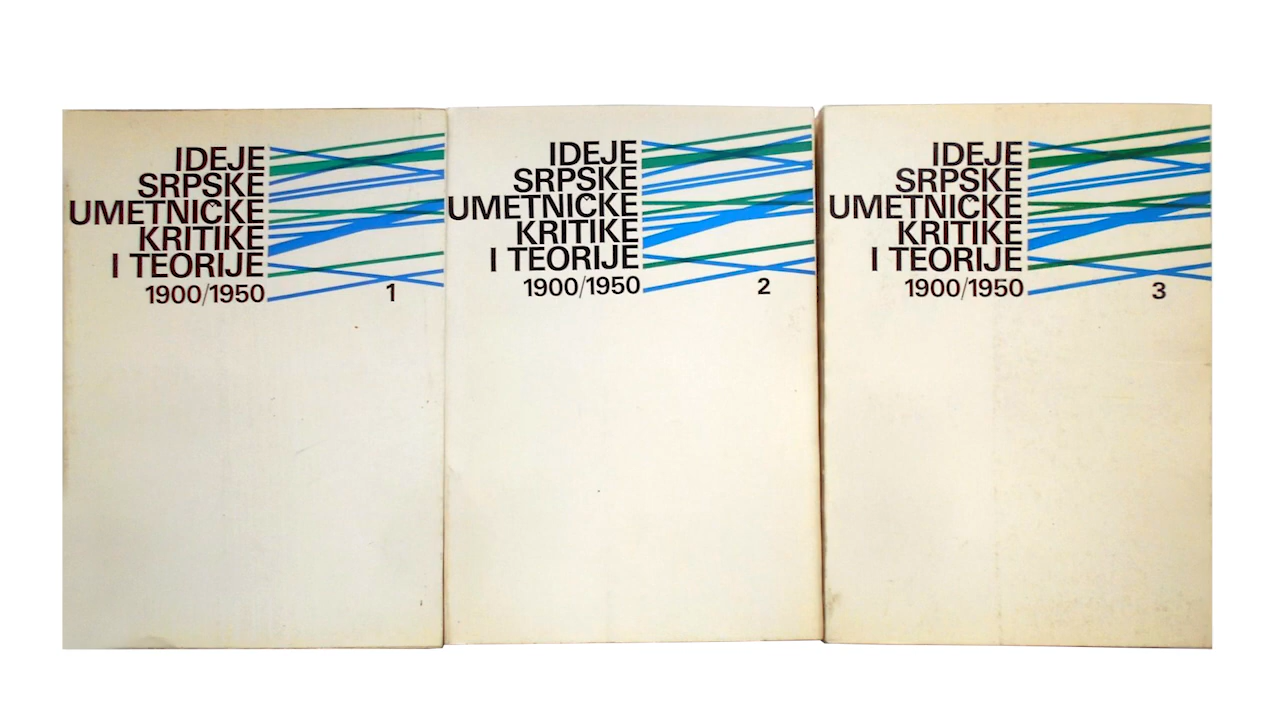 IDEJE
SRPSKE
UMETNIČKE
KRITIKE
I TEORIJE
1900/1950
1
IDEJE
SRPSKE
UMETNIČKE
KRITIKE
I TEORIJE
1900/1950
2
IDEJE
SRPSKE
UMETNIČKE
KRITIKE
I TEORIJE
1900/1950
3